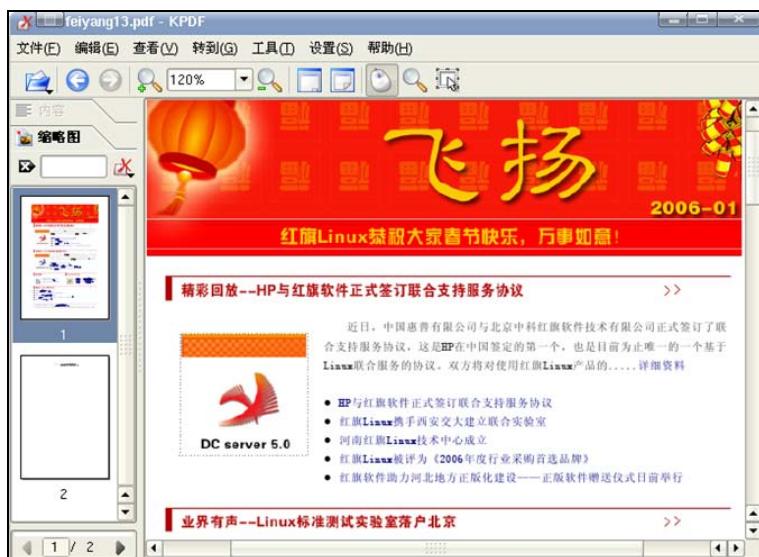 feiyang13.pdf - KPDF
文件(F) 编辑(E) 查看(V) 转到(G) 工具(T) 设置(S) 帮助(H)
120%
内容
缩略图
1
2
1 / 2
飞扬
2006-01
红旗Linux恭祝大家春节快乐，万事如意!
精彩回放--HP与红旗软件正式签订联合支持服务协议 >>
近日，中国惠普有限公司与北京中科红旗软件技术有限公司正式签订了联
合支持服务协议，这是HP在中国签定的第一个，也是目前为止唯一的一个基于
Linux联合服务的协议。双方将对使用红旗Linux产品的.....详细资料
DC server 5.0
● HP与红旗软件正式签订联合支持服务协议
● 红旗Linux携手西安交大建立联合实验室
● 河南红旗Linux技术中心成立
● 红旗Linux被评为《2006年度行业采购首选品牌》
● 红旗软件助力河北地方正版化建设——正版软件赠送仪式日前举行
业界有声--Linux标准测试实验室落户北京 >>